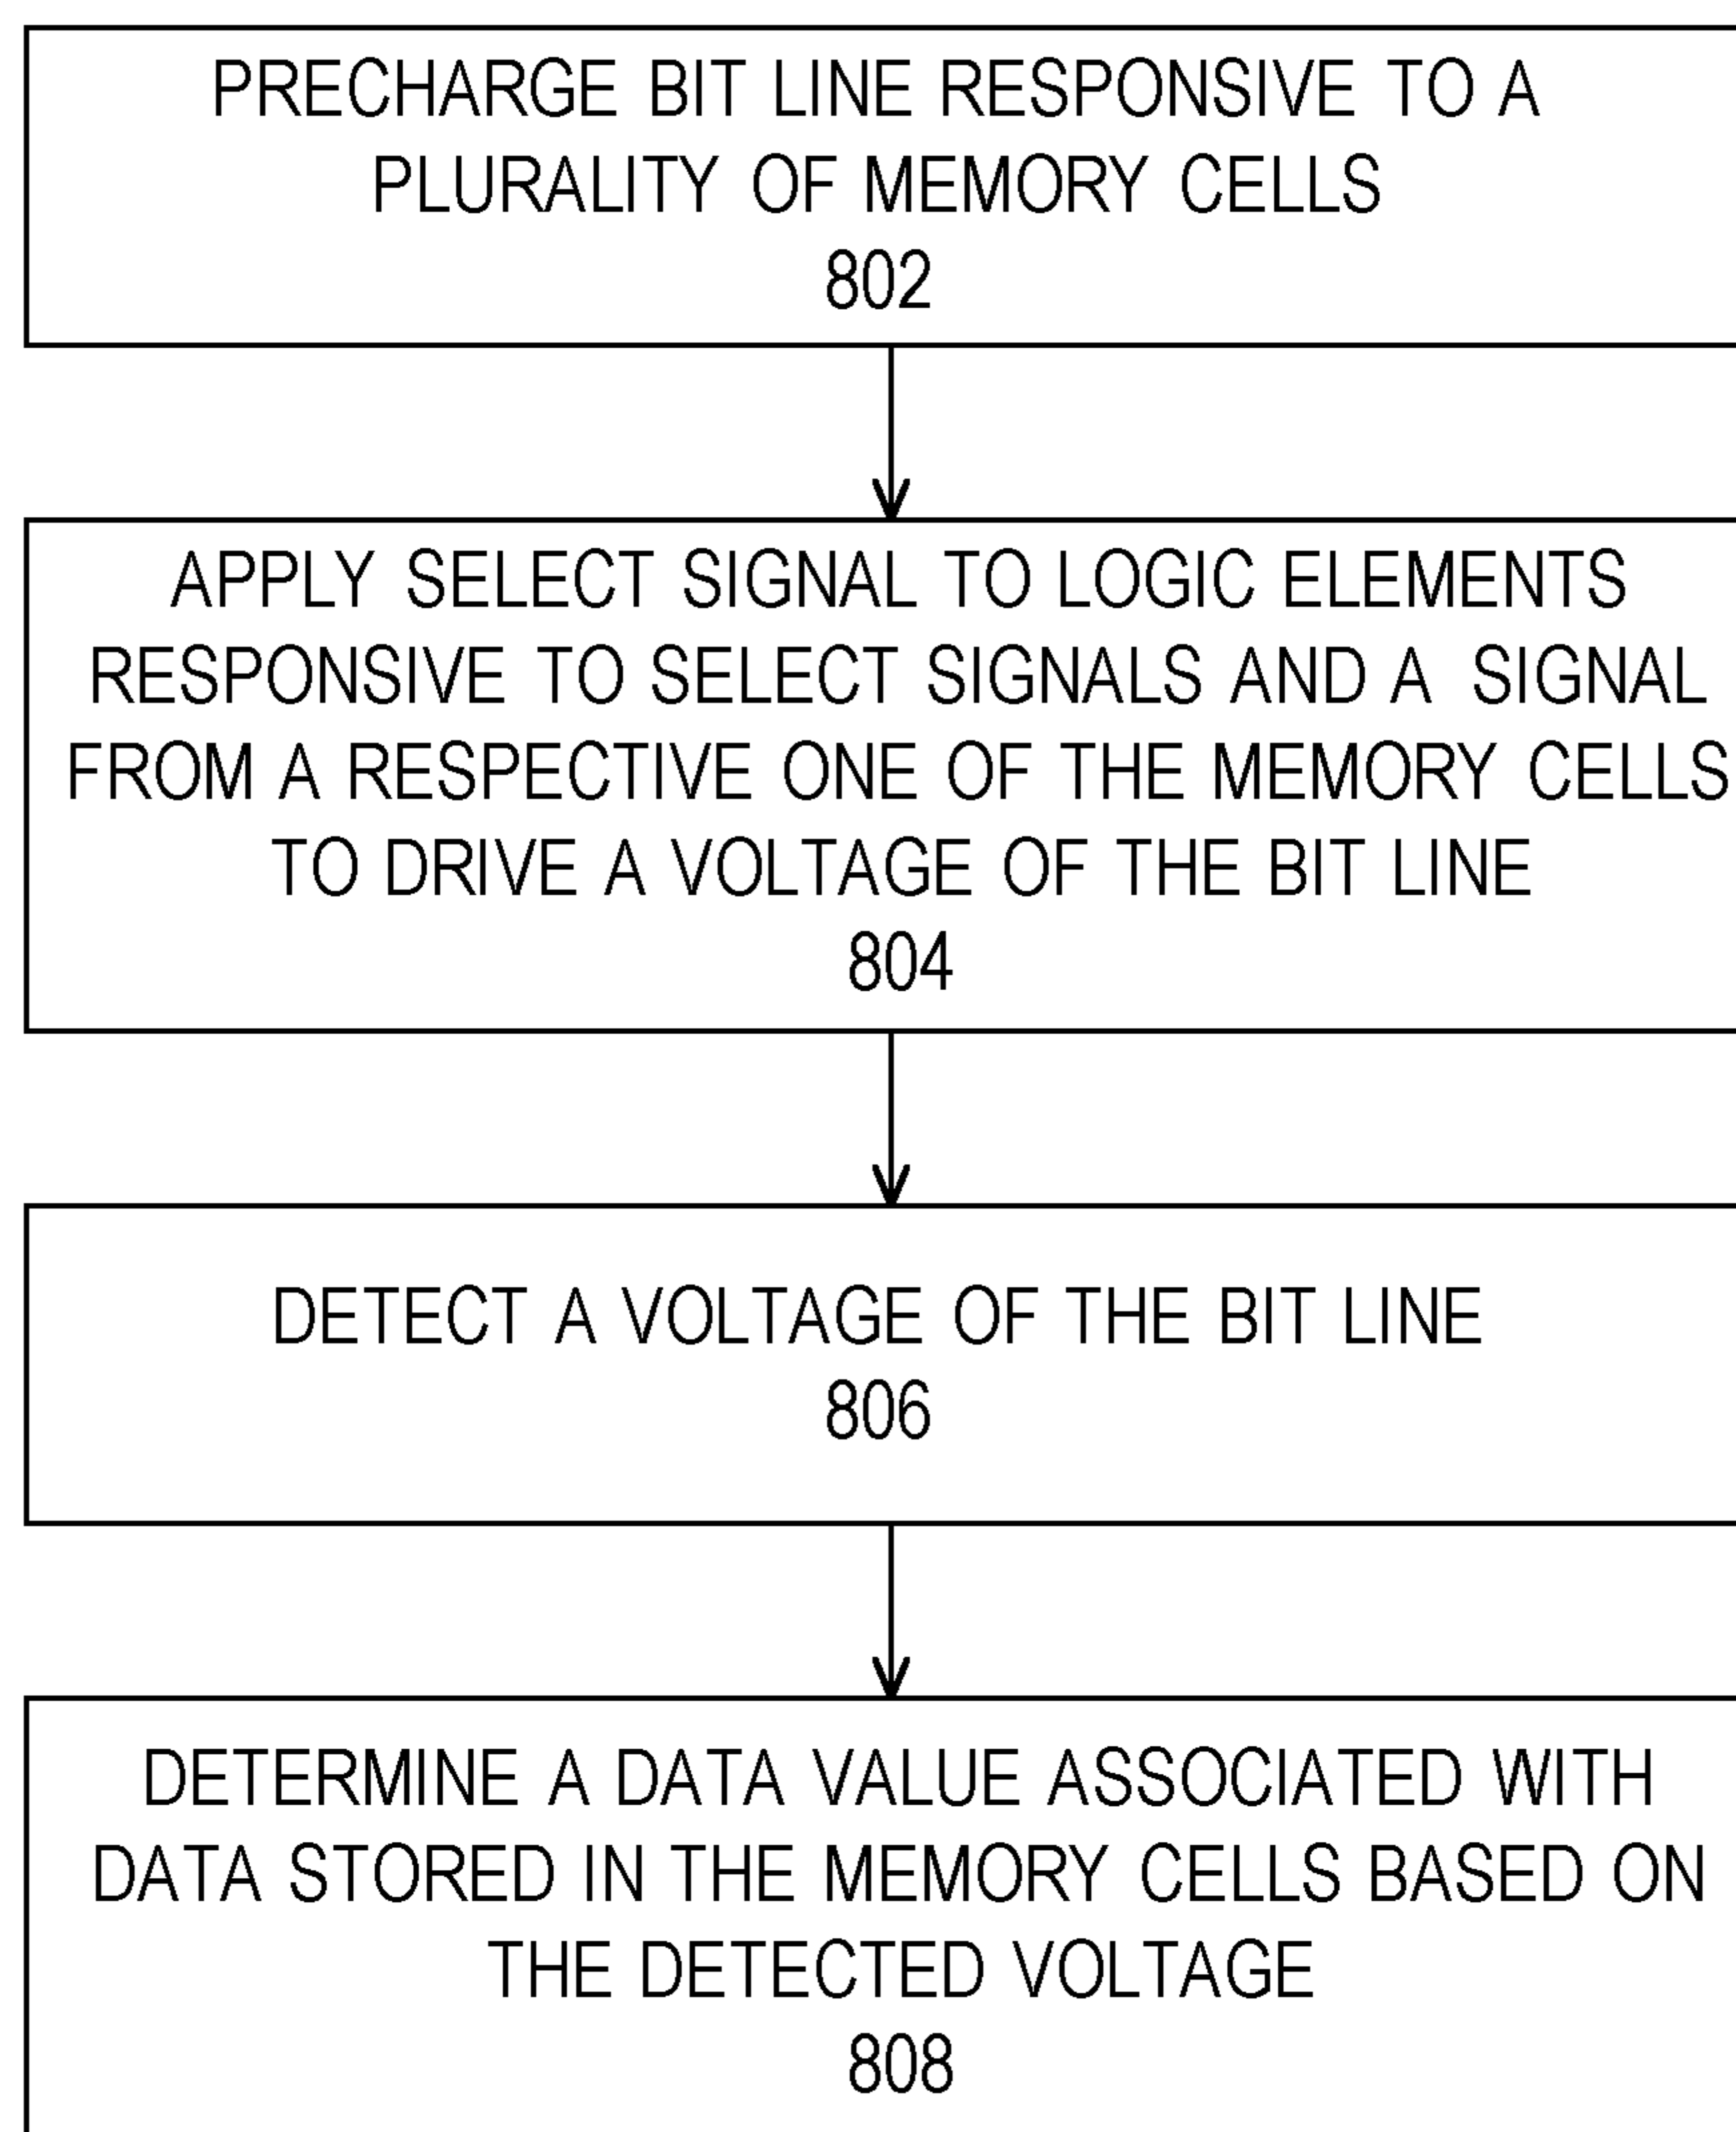 PRECHARGE BIT LINE RESPONSIVE TO A
PLURALITY OF MEMORY CELLS
802
APPLY SELECT SIGNAL TO LOGIC ELEMENTS
RESPONSIVE TO SELECT SIGNALS AND A SIGNAL
FROM A RESPECTIVE ONE OF THE MEMORY CELLS
TO DRIVE A VOLTAGE OF THE BIT LINE
804
DETECT A VOLTAGE OF THE BIT LINE
806
DETERMINE A DATA VALUE ASSOCIATED WITH
DATA STORED IN THE MEMORY CELLS BASED ON
THE DETECTED VOLTAGE
808